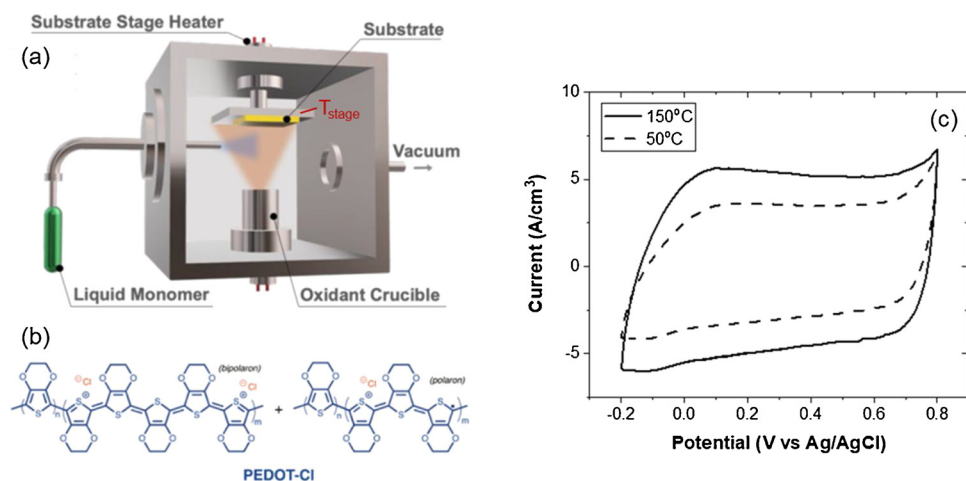 Substrate Stage Heater
(a)
Substrate
Tstage
Vacuum
Liquid Monomer
Oxidant Crucible
(b)
⊖Cl
(bipolaron)
⊖Cl
⊖Cl
(polaron)
O O O O O O O O O O
S S S S S S
n
m
+
n
m
PEDOT-Cl
(c)
150ºC
50ºC
Current (A/cm³)
10
5
0
-5
-0.2 0.0 0.2 0.4 0.6 0.8
Potential (V vs Ag/AgCl)